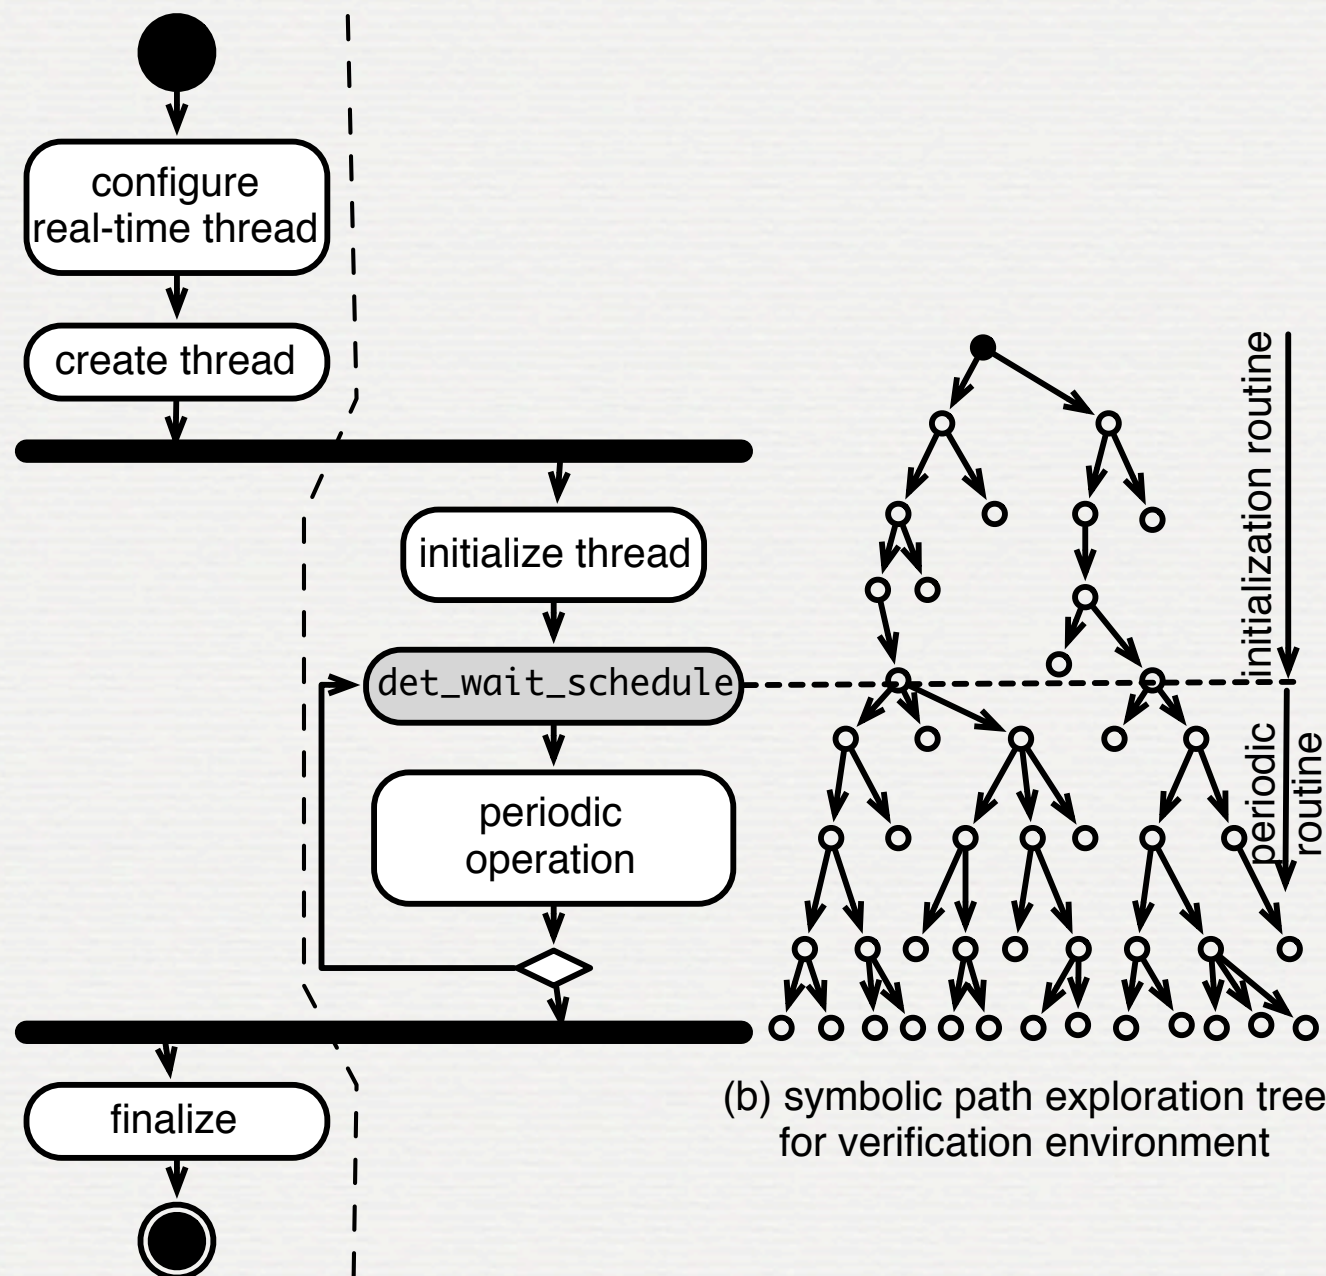 configure
real-time thread
create thread
initialize thread
det_wait_schedule
periodic
operation
finalize
initialization routine
periodic
routine
(b) symbolic path exploration tree
for verification environment